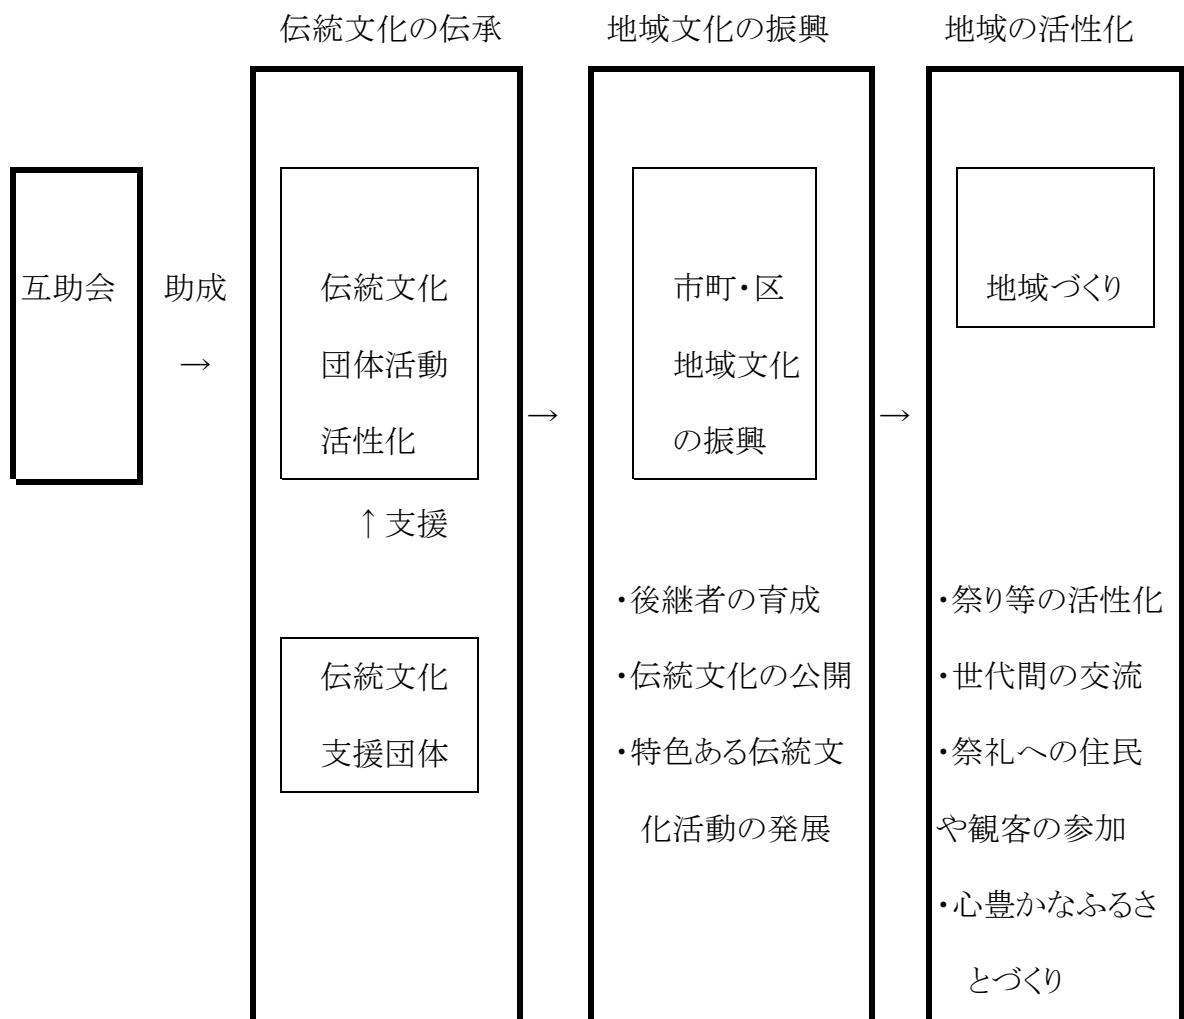 伝統文化の伝承
地域文化の振興
地域の活性化
互助会
助成
→
伝統文化
団体活動
活性化
↑支援
伝統文化
支援団体
→
市町・区
地域文化
の振興
・後継者の育成
・伝統文化の公開
・特色ある伝統文
化活動の発展
→
地域づくり
・祭り等の活性化
・世代間の交流
・祭礼への住民
や観客の参加
・心豊かなふるさ
とづくり